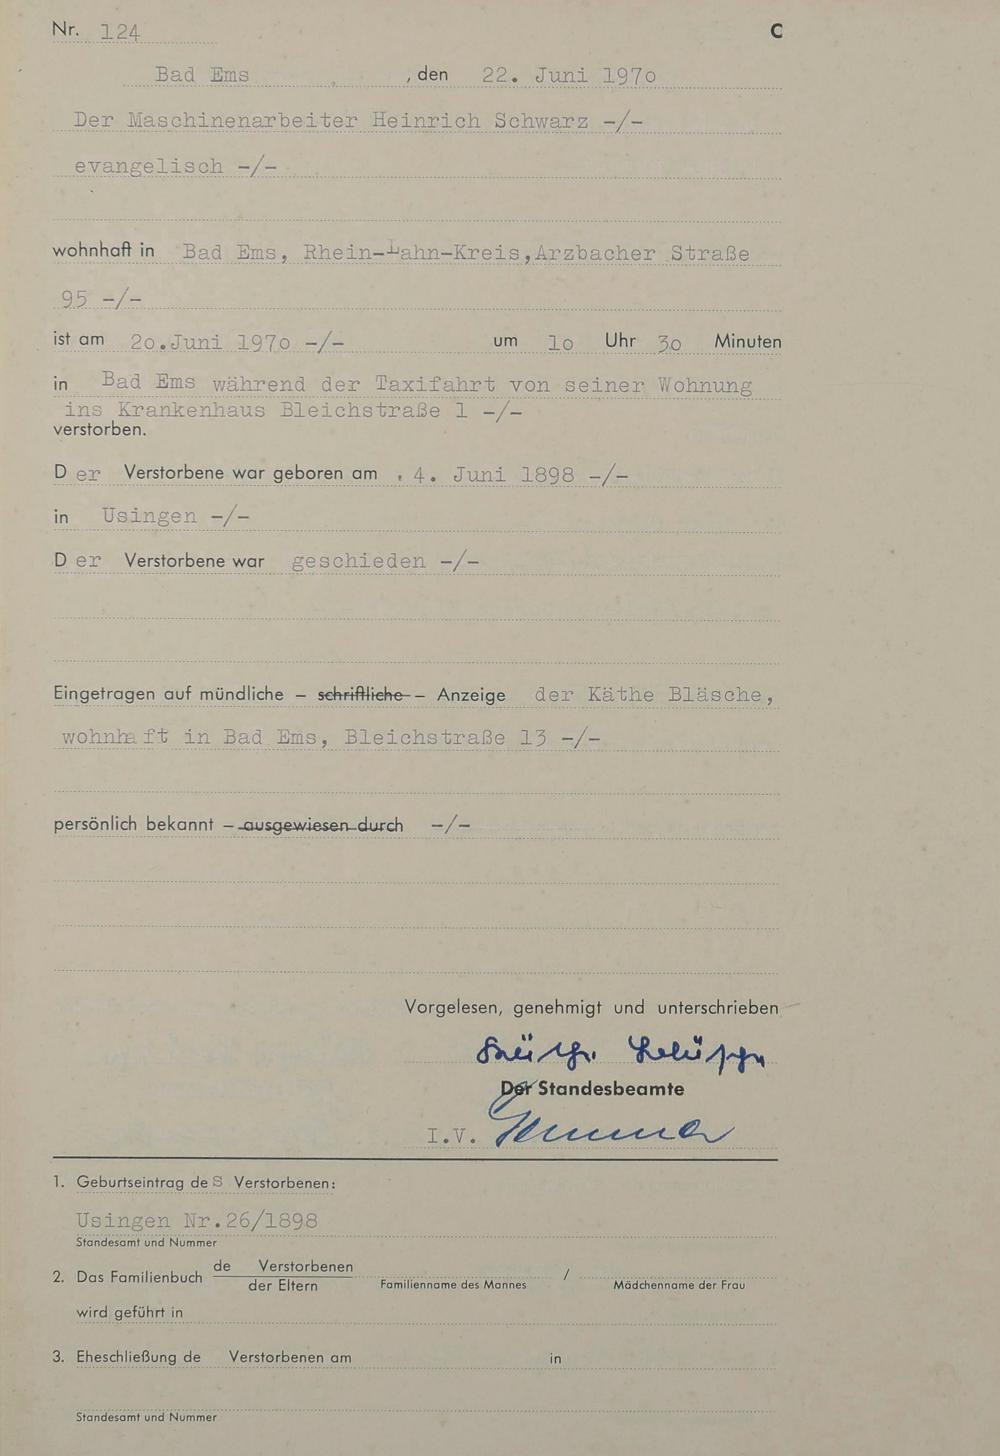 Nr. 124
C
Bad Ems , den 22. Juni 1970
Der Maschinenarbeiter Heinrich Schwarz -/-
evangelisch -/-
wohnhaft in Bad Ems, Rhein-Lahn-Kreis,Arzbacher Straße
95 -/-
ist am 20.Juni 1970 -/- um 10 Uhr 30 Minuten
in Bad Ems während der Taxifahrt von seiner Wohnung
ins Krankenhaus Bleichstraße 1 -/-
verstorben.
Der Verstorbene war geboren am 4. Juni 1898 -/-
in Usingen -/-
Der Verstorbene war geschieden -/-
Eingetragen auf mündliche – schriftliche – Anzeige der Käthe Bläsche,
wohnhaft in Bad Ems, Bleichstraße 13 -/-
persönlich bekannt – ausgewiesen durch -/-
Vorgelesen, genehmigt und unterschrieben
Käthe Bläsche
Der Standesbeamte
I.V.
1. Geburtseintrag des Verstorbenen:
Usingen Nr.26/1898
Standesamt und Nummer
de Verstorbenen
2. Das Familienbuch der Eltern Familienname des Mannes / Mädchenname der Frau
wird geführt in
3. Eheschließung de Verstorbenen am in
Standesamt und Nummer